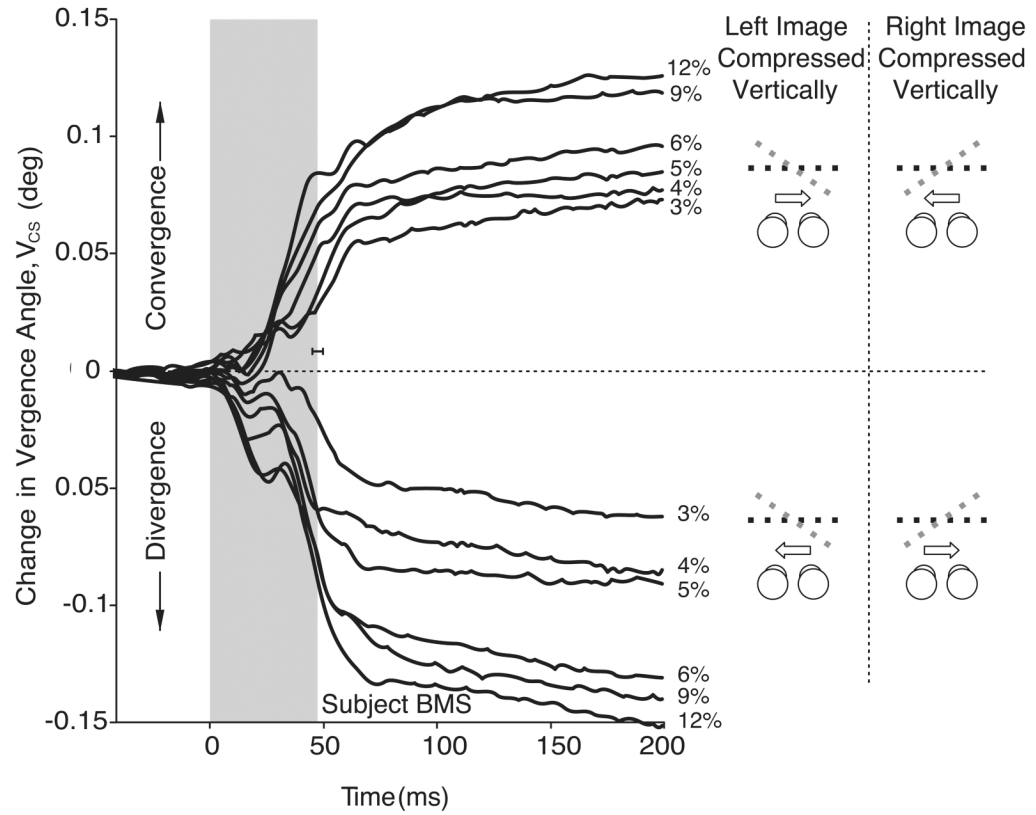 Left Image
Compressed
Vertically
Right Image
Compressed
Vertically
Change in Vergence Angle, VCS (deg)
Convergence
Divergence
0.15
0.1
0.05
0
0.05
-0.1
-0.15
12%
9%
6%
5%
4%
3%
3%
4%
5%
6%
9%
12%
Subject BMS
0
50
100
150
200
Time (ms)